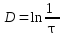 D = ln 1/τ